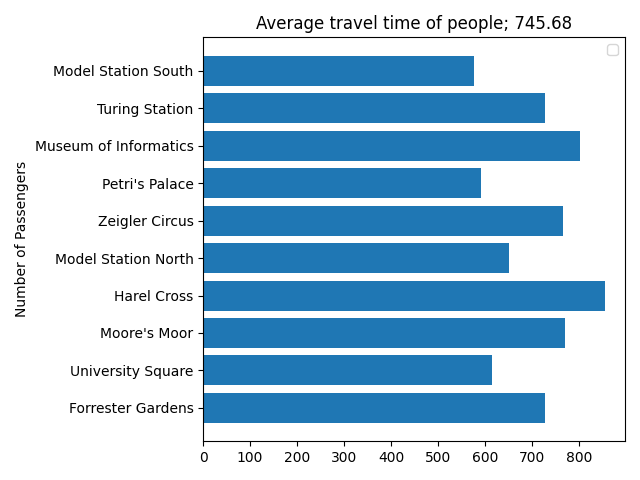 Average travel time of people; 745.68
Model Station South
Turing Station
Museum of Informatics
Petri's Palace
Zeigler Circus
Model Station North
Harel Cross
Moore's Moor
University Square
Forrester Gardens
Number of Passengers
0 100 200 300 400 500 600 700 800